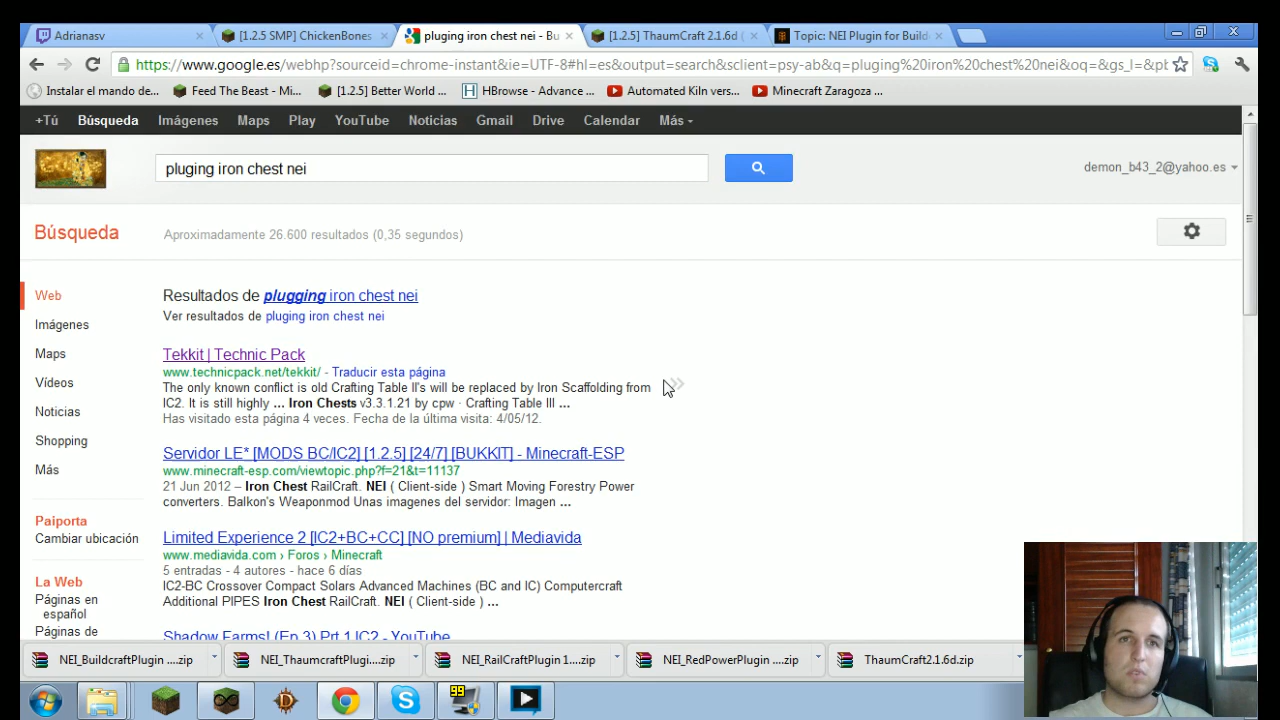 Adrianasv
[1.2.5 SMP] ChickenBones
pluging iron chest nei - Bu
[1.2.5] ThaumCraft 2.1.6d (
Topic: NEI Plugin for Build
https://www.google.es/webhp?sourceid=chrome-instant&ie=UTF-8#hl=es&output=search&sclient=psy-ab&q=pluging%20iron%20chest%20nei&oq=&gs_l=&pb
Instalar el mando de...
Feed The Beast - Mi...
[1.2.5] Better World ...
HBrowse - Advance ...
Automated Kiln vers...
Minecraft Zaragoza ...
+Tú Búsqueda Imágenes Maps Play YouTube Noticias Gmail Drive Calendar Más
pluging iron chest nei
demon_b43_2@yahoo.es
Búsqueda
Aproximadamente 26.600 resultados (0,35 segundos)
Web
Imágenes
Maps
Vídeos
Noticias
Shopping
Más
Paiporta
Cambiar ubicación
La Web
Páginas en
español
Páginas de
Resultados de plugging iron chest nei
Ver resultados de pluging iron chest nei
Tekkit | Technic Pack
www.technicpack.net/tekkit/ - Traducir esta página
The only known conflict is old Crafting Table II's will be replaced by Iron Scaffolding from
IC2. It is still highly ... Iron Chests v3.3.1.21 by cpw · Crafting Table III ...
Has visitado esta página 4 veces. Fecha de la última visita: 4/05/12.
Servidor LE* [MODS BC/IC2] [1.2.5] [24/7] [BUKKIT] - Minecraft-ESP
www.minecraft-esp.com/viewtopic.php?f=21&t=11137
21 Jun 2012 – Iron Chest RailCraft. NEI ( Client-side ) Smart Moving Forestry Power
converters. Balkon's Weaponmod Unas imagenes del servidor: Imagen ...
Limited Experience 2 [IC2+BC+CC] [NO premium] | Mediavida
www.mediavida.com › Foros › Minecraft
5 entradas - 4 autores - hace 6 días
IC2-BC Crossover Compact Solars Advanced Machines (BC and IC) Computercraft
Additional PIPES Iron Chest RailCraft. NEI ( Client-side ) ...
Shadow Farms! (Ep 3) Prt 1 IC2 - YouTube
NEI_BuildcraftPlugin ....zip
NEI_ThaumcraftPlugi....zip
NEI_RailCraftPlugin 1....zip
NEI_RedPowerPlugin ....zip
ThaumCraft2.1.6d.zip
99